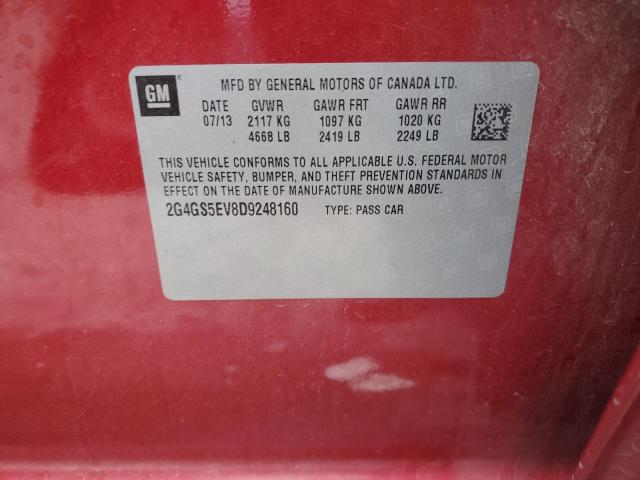 GM
MFD BY GENERAL MOTORS OF CANADA LTD.
DATE GVWR GAWR FRT GAWR RR
07/13 2117 KG 1097 KG 1020 KG
4668 LB 2419 LB 2249 LB
THIS VEHICLE CONFORMS TO ALL APPLICABLE U.S. FEDERAL MOTOR
VEHICLE SAFETY, BUMPER, AND THEFT PREVENTION STANDARDS IN
EFFECT ON THE DATE OF MANUFACTURE SHOWN ABOVE.
2G4GS5EV8D9248160 TYPE: PASS CAR